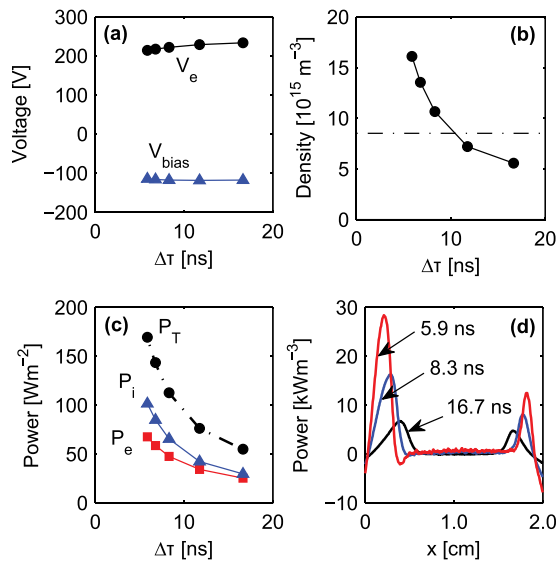 (a)
300
200
100
0
−100
−200
Voltage [V]
V_e
V_bias
0
10
20
Δτ [ns]
(b)
20
15
10
5
0
Density [10^15 m^−3]
0
10
20
Δτ [ns]
(c)
200
150
100
50
0
Power [Wm^−2]
P_T
P_i
P_e
0
10
20
Δτ [ns]
(d)
30
20
10
0
−10
Power [kWm^−3]
5.9 ns
8.3 ns
16.7 ns
0
1.0
2.0
x [cm]